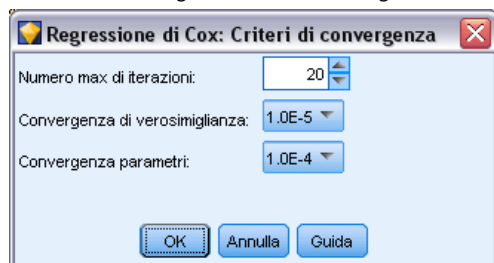 Regressione di Cox: Criteri di convergenza
Numero max di iterazioni: 20
Convergenza di verosimiglianza: 1.0E-5
Convergenza parametri: 1.0E-4
OK Annulla Guida